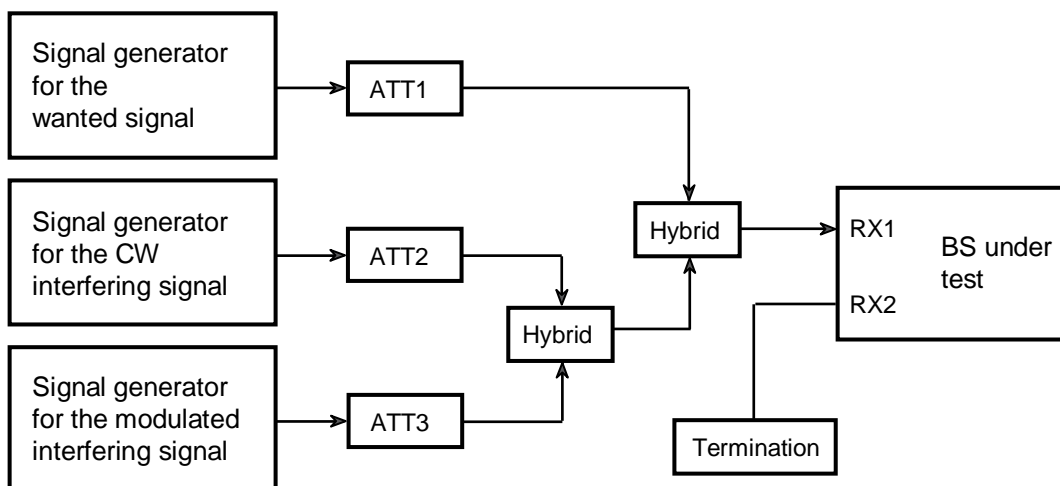 Signal generator
for the
wanted signal
ATT1
Signal generator
for the CW
interfering signal
ATT2
Signal generator
for the modulated
interfering signal
ATT3
Hybrid
Hybrid
RX1
RX2
BS under
test
Termination